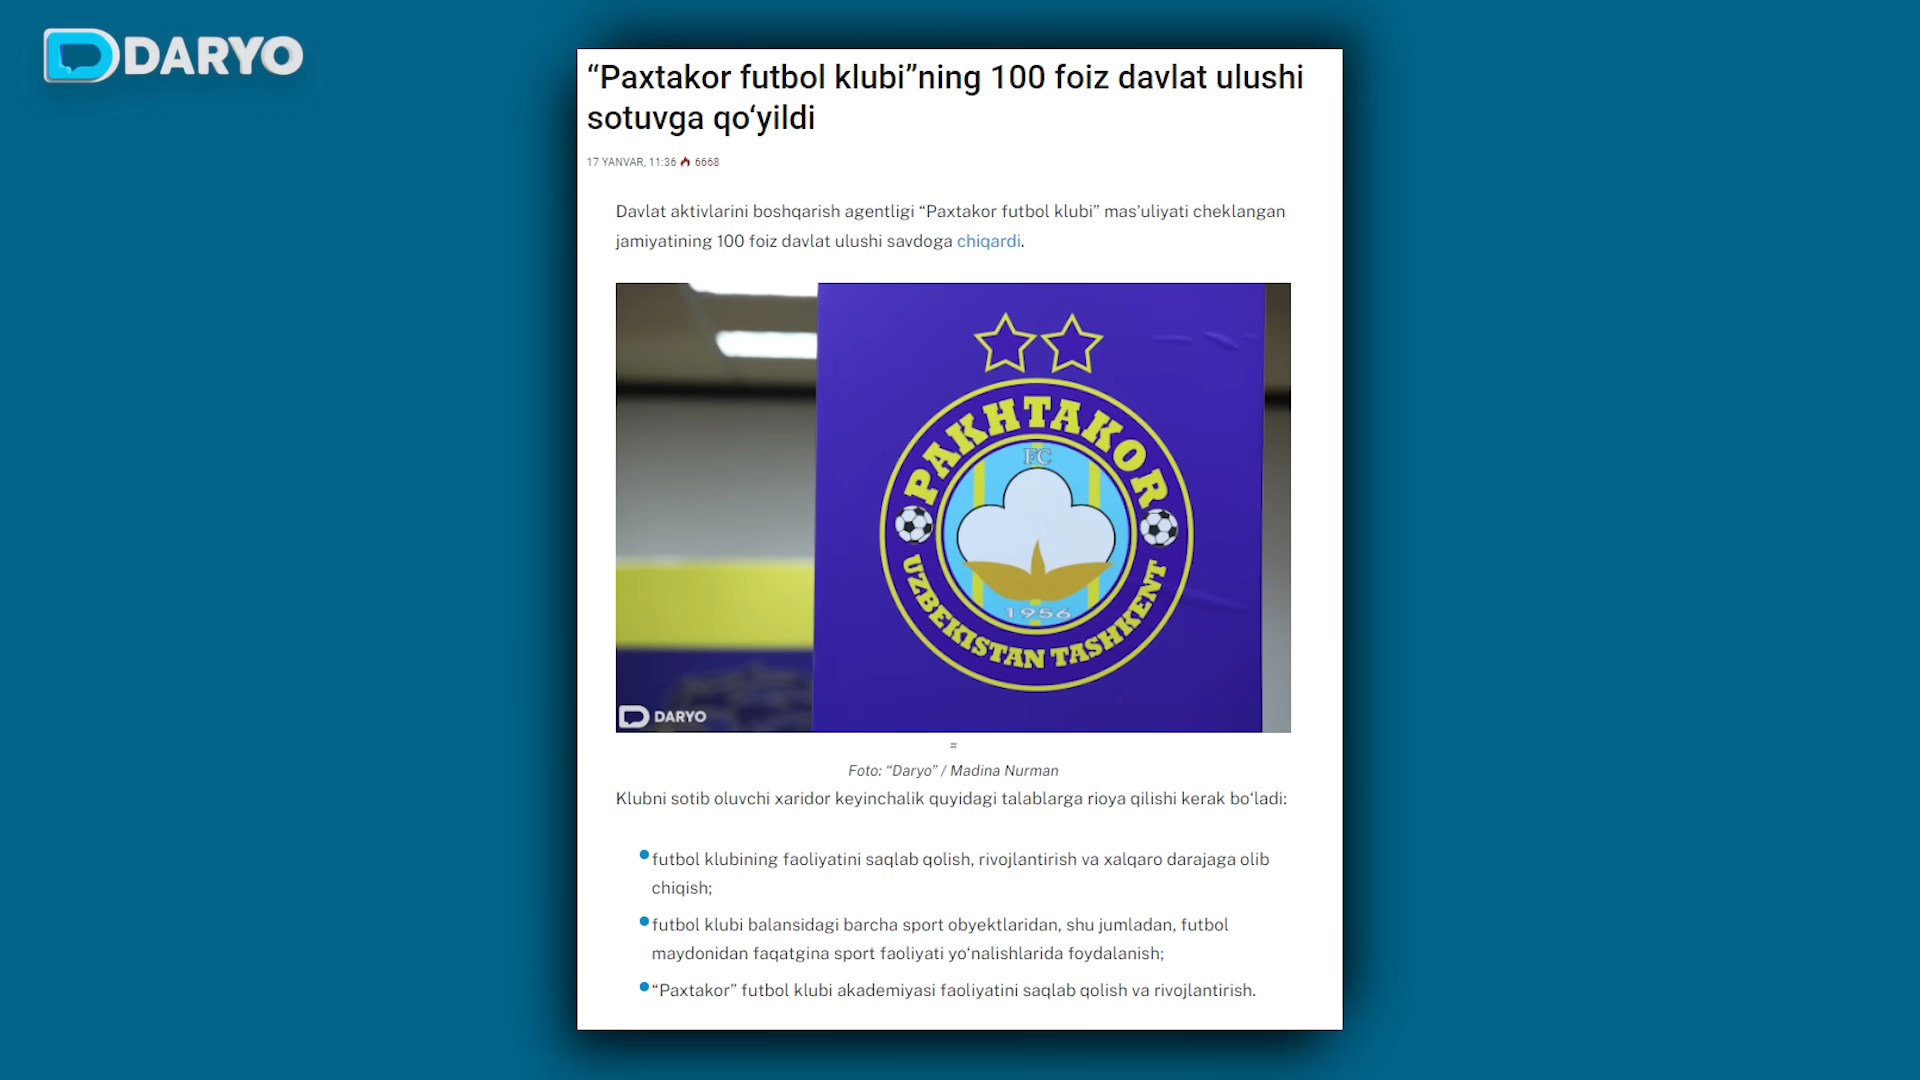 DARYO
“Paxtakor futbol klubi”ning 100 foiz davlat ulushi
sotuvga qo‘yildi
17 YANVAR, 11:36 6668
Davlat aktivlarini boshqarish agentligi “Paxtakor futbol klubi” mas’uliyati cheklangan
jamiyatining 100 foiz davlat ulushi savdoga chiqardi.
PAKHTAKOR
FC
1956
UZBEKISTAN TASHKENT
DARYO
=
Foto: “Daryo” / Madina Nurman
Klubni sotib oluvchi xaridor keyinchalik quyidagi talablarga rioya qilishi kerak bo‘ladi:
futbol klubining faoliyatini saqlab qolish, rivojlantirish va xalqaro darajaga olib
chiqish;
futbol klubi balansidagi barcha sport obyektlaridan, shu jumladan, futbol
maydonidan faqatgina sport faoliyati yo‘nalishlarida foydalanish;
“Paxtakor” futbol klubi akademiyasi faoliyatini saqlab qolish va rivojlantirish.